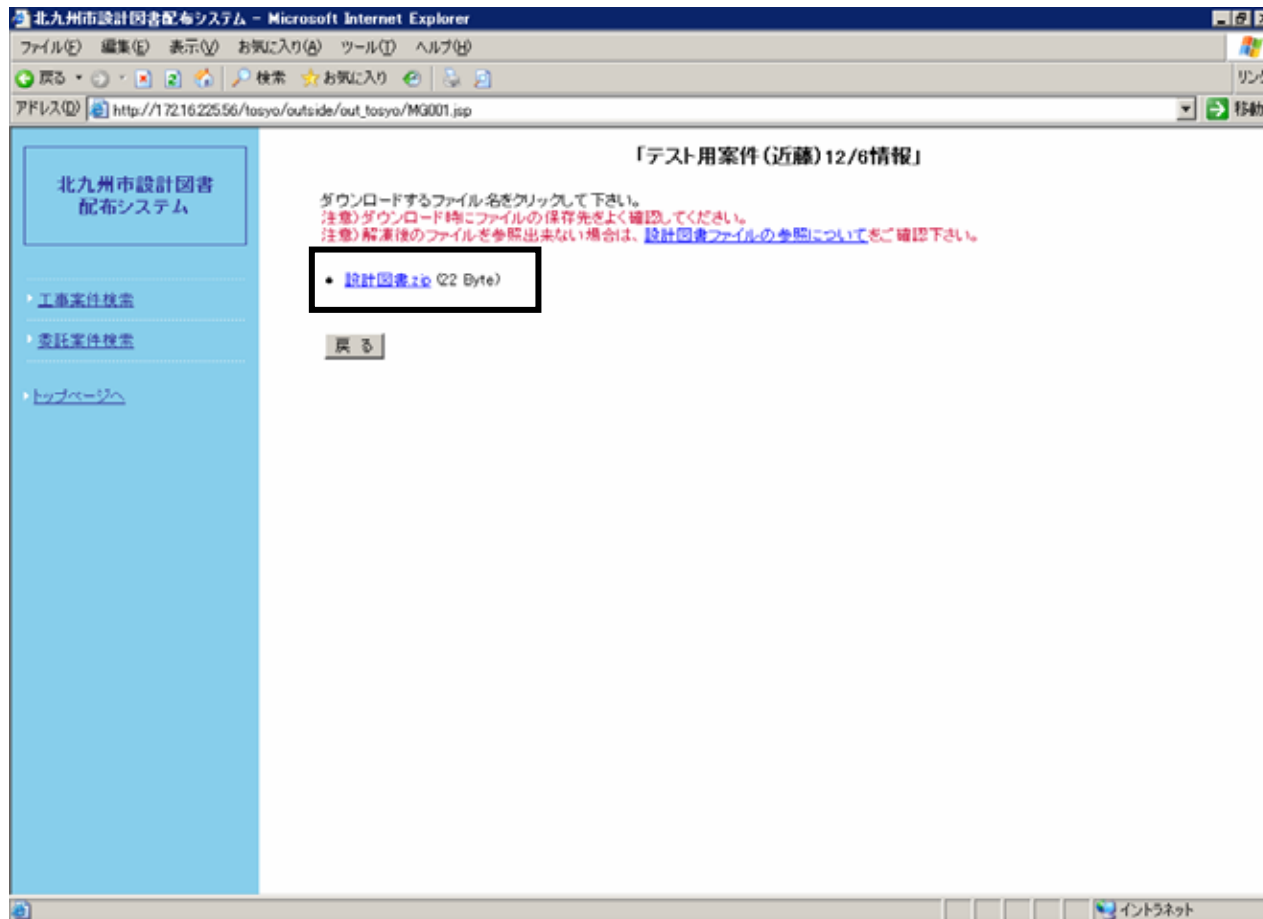 北九州市設計図書配布システム - Microsoft Internet Explorer
ファイル(F) 編集(E) 表示(V) お気に入り(A) ツール(T) ヘルプ(H)
戻る 検索 お気に入り リンク
アドレス(D) http://172.16.225.56/tosyo/outside/out_tosyo/MG001.jsp 移動
北九州市設計図書
配布システム
工事案件検索
委託案件検索
トップページへ
「テスト用案件(近藤)12/6情報」
ダウンロードするファイル名をクリックして下さい。
注意)ダウンロード時にファイルの保存先をよく確認してください。
注意)解凍後のファイルを参照出来ない場合は、設計図書ファイルの参照についてをご確認下さい。
• 設計図書.zip (22 Byte)
戻る
イントラネット